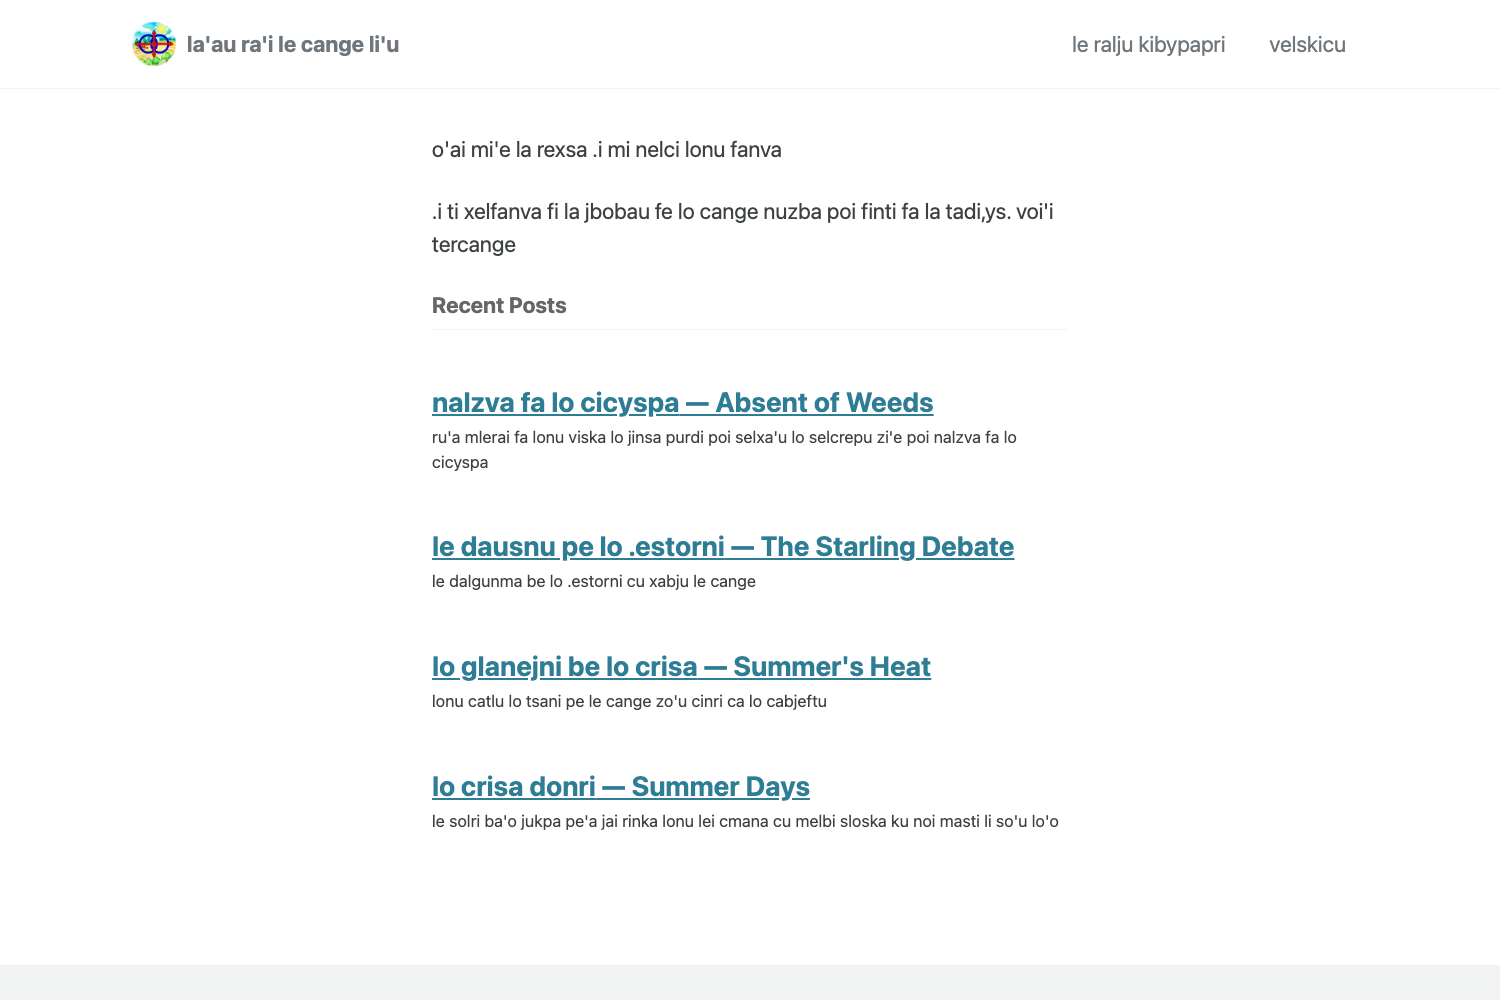 la'au ra'i le cange li'u
le ralju kibypapri
velskicu
o'ai mi'e la rexsa .i mi nelci lonu fanva
.i ti xelfanva fi la jbobau fe lo cange nuzba poi finti fa la tadi,ys. voi'i
tercange
Recent Posts
nalzva fa lo cicyspa — Absent of Weeds
ru'a mlerai fa lonu viska lo jinsa purdi poi selxa'u lo selcrepu zi'e poi nalzva fa lo
cicyspa
le dausnu pe lo .estorni — The Starling Debate
le dalgunma be lo .estorni cu xabju le cange
lo glanejni be lo crisa — Summer's Heat
lonu catlu lo tsani pe le cange zo'u cinri ca lo cabjeftu
lo crisa donri — Summer Days
le solri ba'o jukpa pe'a jai rinka lonu lei cmana cu melbi sloska ku noi masti li so'u lo'o